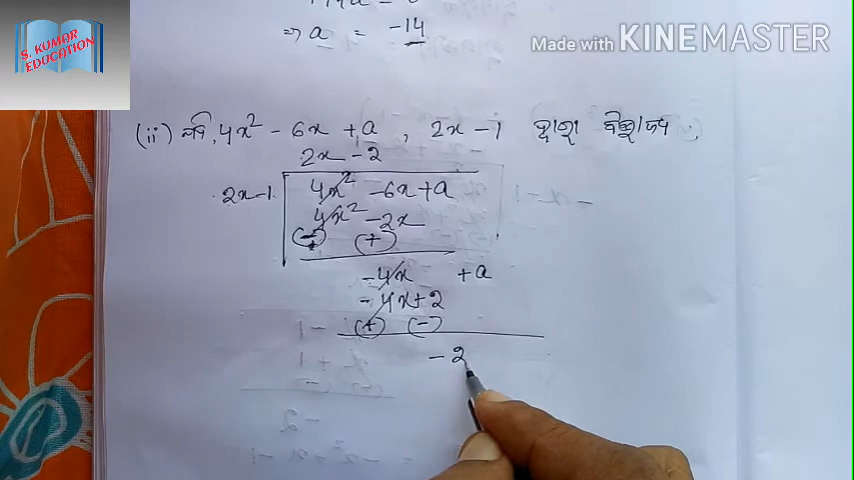 S. KUMAR EDUCATION
Made with KINEMASTER
⇒ a = -14
(ii) ଯଦି, 4x² - 6x + a , 2x - 1 ଦ୍ୱାରା ବିଭାଜ୍ୟ
2x - 2
2x-1 4x² - 6x + a
4x² - 2x
(-) (+)
-4x + a
-4x + 2
(+) (-)
- 2